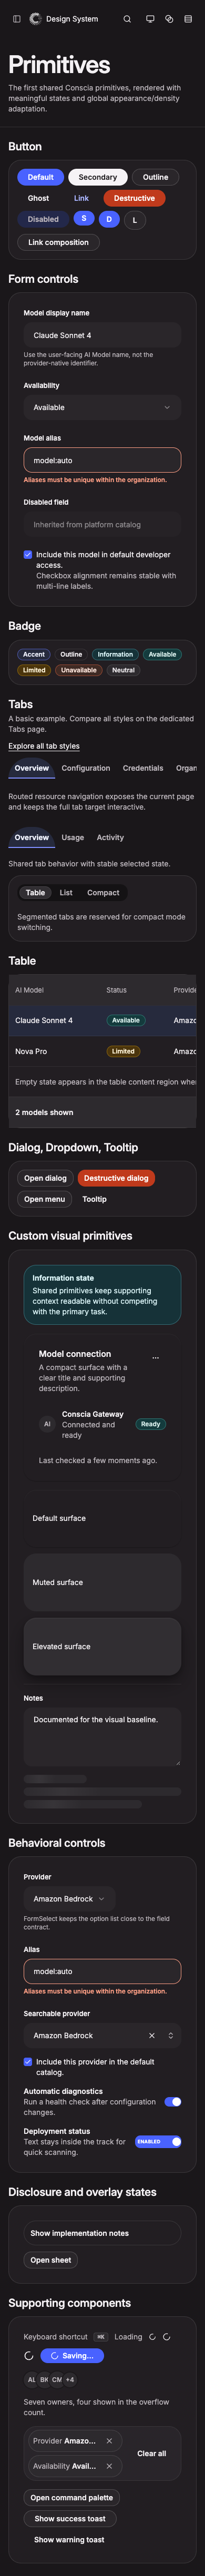 Design System
Primitives
The first shared Conscia primitives, rendered with
meaningful states and global appearance/density
adaptation.
Button
Default
Secondary
Outline
Ghost
Link
Destructive
Disabled
S
D
L
Link composition
Form controls
Model display name
Claude Sonnet 4
Use the user-facing AI Model name, not the
provider-native identifier.
Availability
Available
Model alias
model:auto
Aliases must be unique within the organization.
Disabled field
Inherited from platform catalog
Include this model in default developer
access.
Checkbox alignment remains stable with
multi-line labels.
Badge
Accent
Outline
Information
Available
Limited
Unavailable
Neutral
Tabs
A basic example. Compare all styles on the dedicated
Tabs page.
Explore all tab styles
Overview
Configuration
Credentials
Organ
Routed resource navigation exposes the current page
and keeps the full tab target interactive.
Overview
Usage
Activity
Shared tab behavior with stable selected state.
Table
List
Compact
Segmented tabs are reserved for compact mode
switching.
Table
AI Model
Status
Provide
Claude Sonnet 4
Available
Amazo
Nova Pro
Limited
Amazo
Empty state appears in the table content region wher
2 models shown
Dialog, Dropdown, Tooltip
Open dialog
Destructive dialog
Open menu
Tooltip
Custom visual primitives
Information state
Shared primitives keep supporting
context readable without competing
with the primary task.
Model connection
A compact surface with a
clear title and supporting
description.
AI
Conscia Gateway
Connected and
ready
Ready
Last checked a few moments ago.
Default surface
Muted surface
Elevated surface
Notes
Documented for the visual baseline.
Behavioral controls
Provider
Amazon Bedrock
FormSelect keeps the option list close to the field
contract.
Alias
model:auto
Aliases must be unique within the organization.
Searchable provider
Amazon Bedrock
Include this provider in the default
catalog.
Automatic diagnostics
Run a health check after configuration
changes.
Deployment status
Text stays inside the track for
quick scanning.
ENABLED
Disclosure and overlay states
Show implementation notes
Open sheet
Supporting components
Keyboard shortcut
⌘K
Loading
Saving...
AL
BK
CM
+4
Seven owners, four shown in the overflow
count.
Provider Amazo...
Availability Avail...
Clear all
Open command palette
Show success toast
Show warning toast